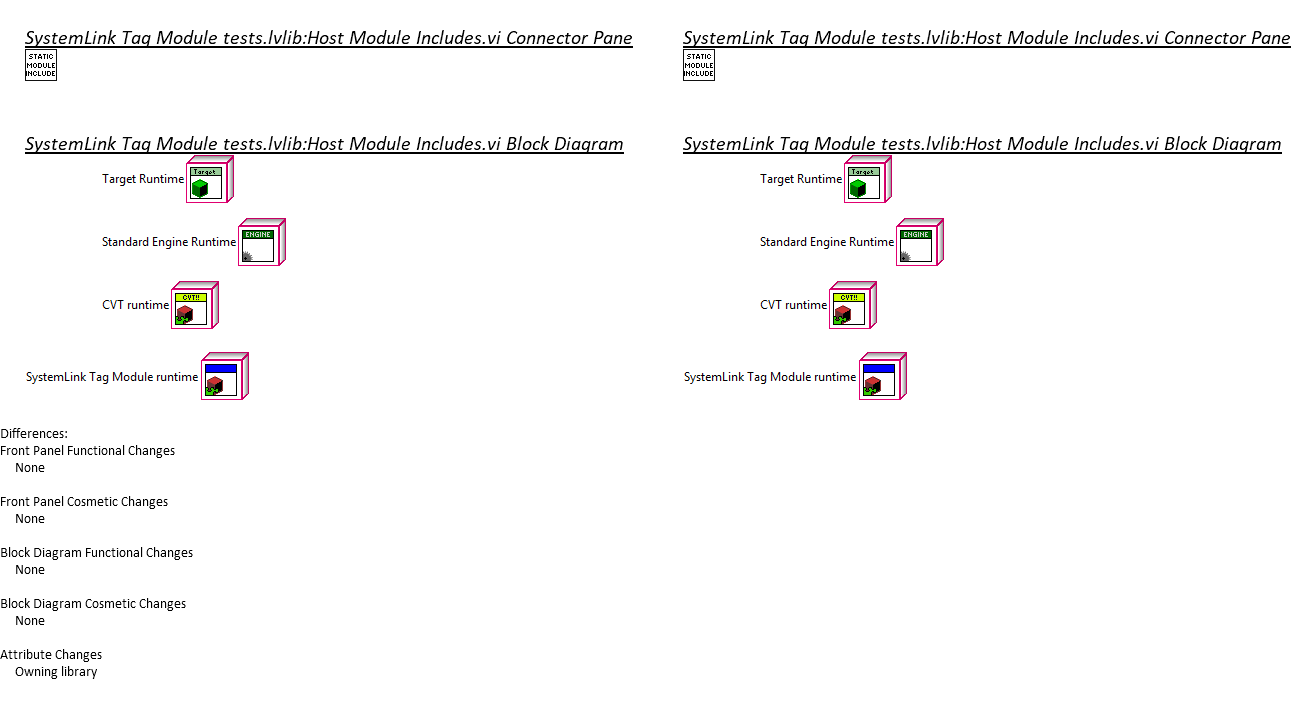 SystemLink Tag Module tests.lvlib:Host Module Includes.vi Connector Pane
STATIC
MODULE
INCLUDE
SystemLink Tag Module tests.lvlib:Host Module Includes.vi Connector Pane
STATIC
MODULE
INCLUDE
SystemLink Tag Module tests.lvlib:Host Module Includes.vi Block Diagram
Target Runtime
Target
Standard Engine Runtime
ENGINE
CVT runtime
CVT!!
SystemLink Tag Module runtime
SystemLink Tag Module tests.lvlib:Host Module Includes.vi Block Diagram
Target Runtime
Target
Standard Engine Runtime
ENGINE
CVT runtime
CVT!!
SystemLink Tag Module runtime
Differences:
Front Panel Functional Changes
None
Front Panel Cosmetic Changes
None
Block Diagram Functional Changes
None
Block Diagram Cosmetic Changes
None
Attribute Changes
Owning library